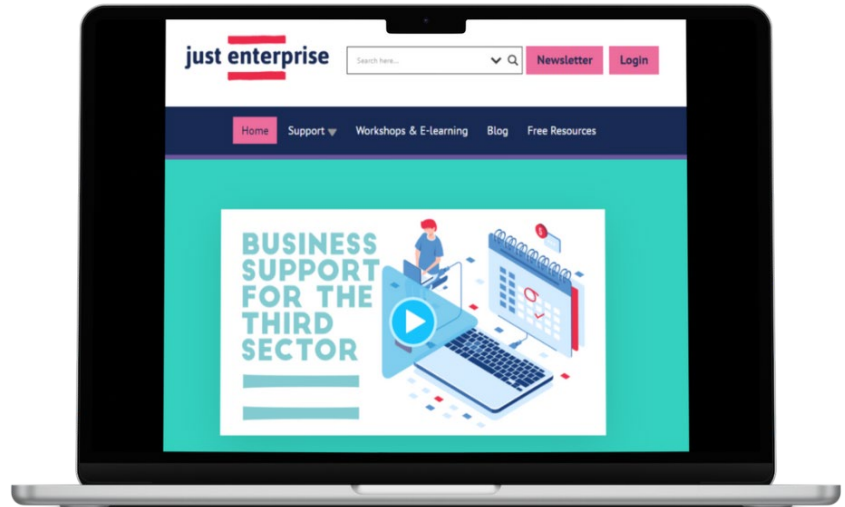 just enterprise
Search here...
Newsletter
Login
Home
Support
Workshops & E-learning
Blog
Free Resources
BUSINESS
SUPPORT
FOR THE
THIRD
SECTOR